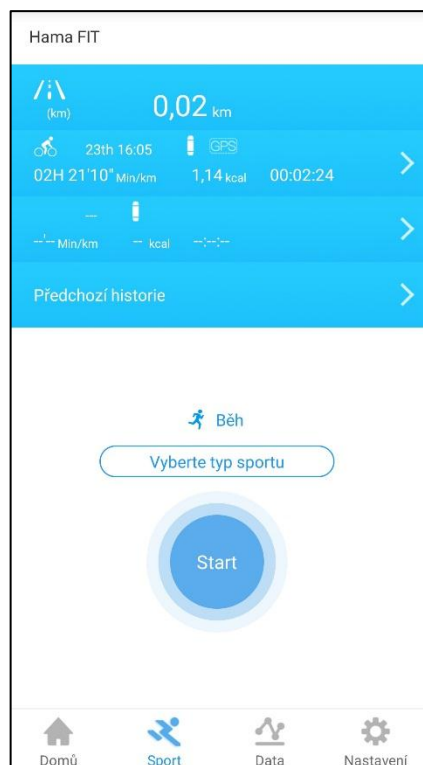 Hama FIT
(km)
0,02 km
23th 16:05 GPS
02H 21'10" Min/km 1,14 kcal 00:02:24
--
--'-- Min/km -- kcal --:--:--
Předchozí historie
Běh
Vyberte typ sportu
Start
Domů Sport Data Nastavení